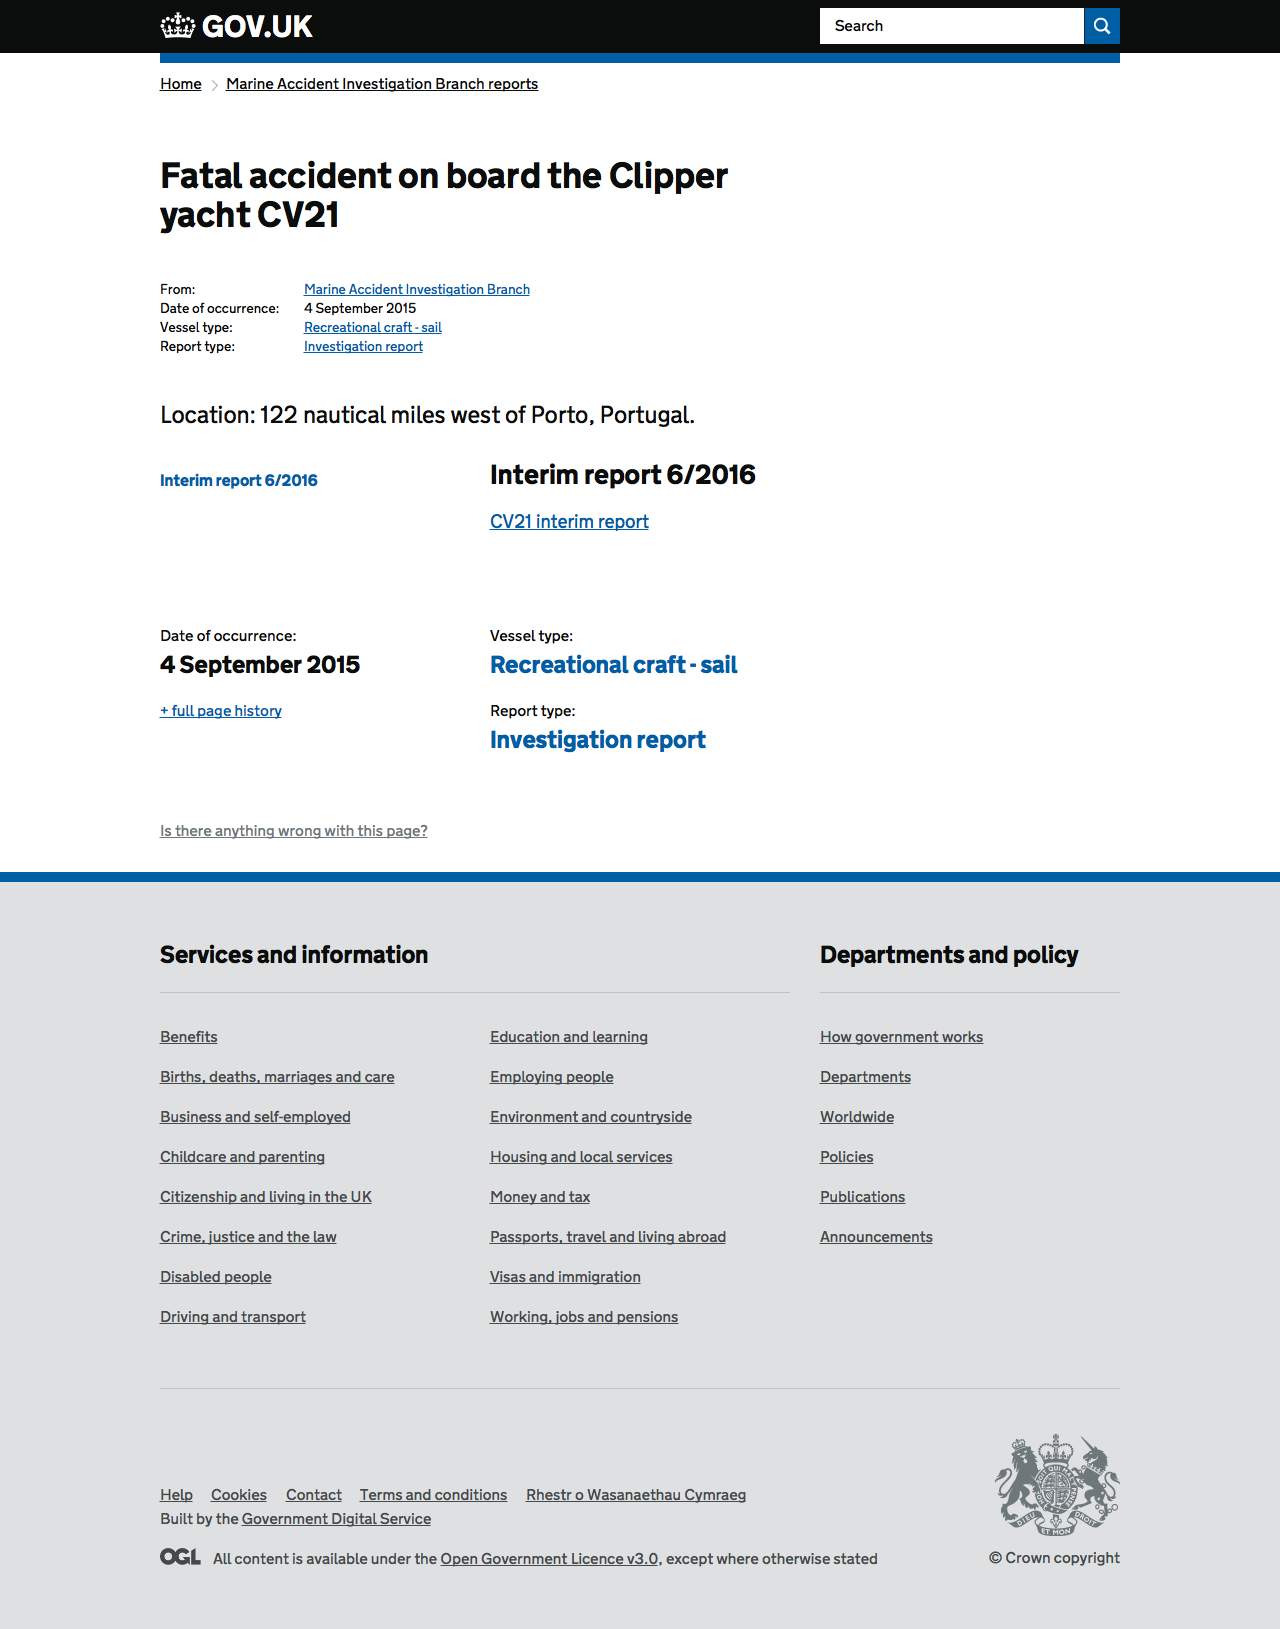 GOV.UK
Search
Home
Marine Accident Investigation Branch reports
Fatal accident on board the Clipper
yacht CV21
From: Marine Accident Investigation Branch
Date of occurrence: 4 September 2015
Vessel type: Recreational craft - sail
Report type: Investigation report
Location: 122 nautical miles west of Porto, Portugal.
Interim report 6/2016
Interim report 6/2016
CV21 interim report
Date of occurrence:
4 September 2015
+ full page history
Vessel type:
Recreational craft - sail
Report type:
Investigation report
Is there anything wrong with this page?
Services and information
Benefits
Births, deaths, marriages and care
Business and self-employed
Childcare and parenting
Citizenship and living in the UK
Crime, justice and the law
Disabled people
Driving and transport
Education and learning
Employing people
Environment and countryside
Housing and local services
Money and tax
Passports, travel and living abroad
Visas and immigration
Working, jobs and pensions
Departments and policy
How government works
Departments
Worldwide
Policies
Publications
Announcements
Help Cookies Contact Terms and conditions Rhestr o Wasanaethau Cymraeg
Built by the Government Digital Service
OGL All content is available under the Open Government Licence v3.0, except where otherwise stated
DIEU ET MON DROIT
© Crown copyright